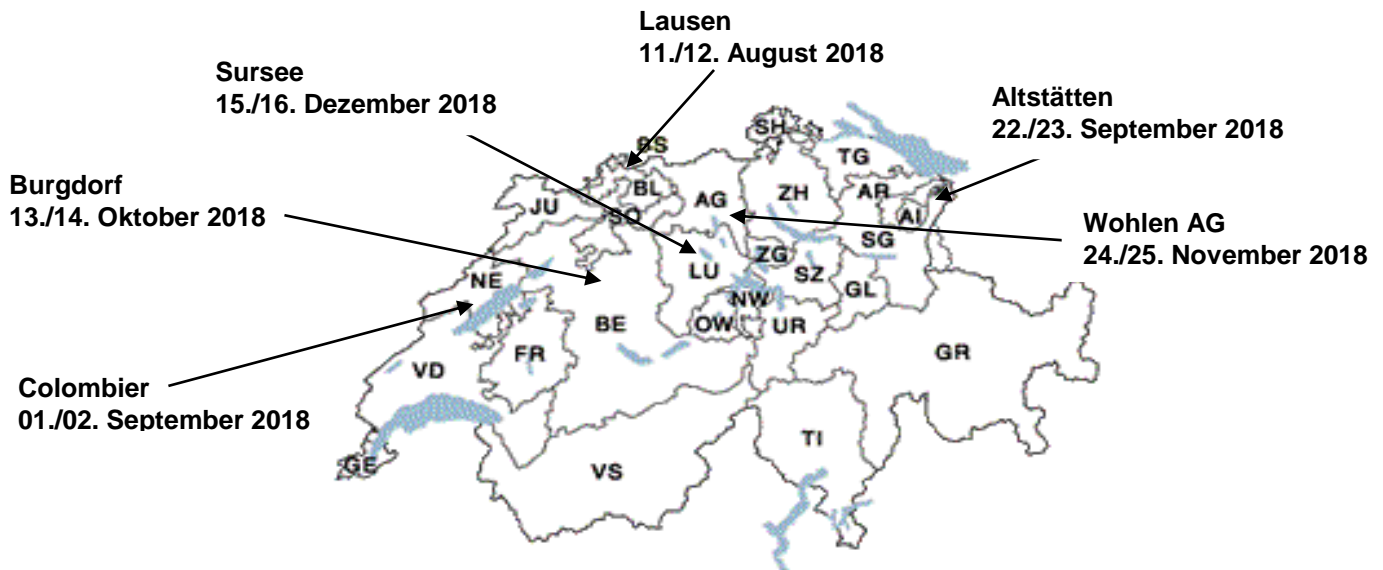 Lausen
11./12. August 2018
Sursee
15./16. Dezember 2018
Altstätten
22./23. September 2018
Burgdorf
13./14. Oktober 2018
Wohlen AG
24./25. November 2018
Colombier
01./02. September 2018
SH
BS
TG
BL
AG
ZH
AR
JU
SO
AI
SG
ZG
LU
SZ
NE
NW
GL
BE
OW
UR
FR
GR
VD
TI
GE
VS